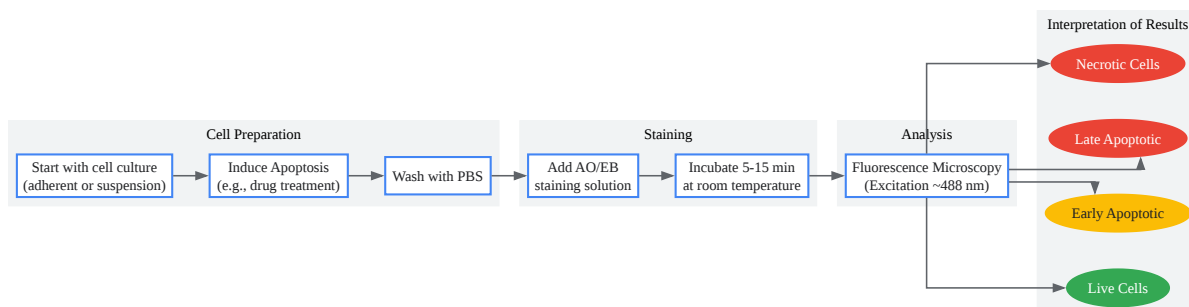 Interpretation of Results
Necrotic Cells
Cell Preparation
Staining
Analysis
Late Apoptotic
Start with cell culture
(adherent or suspension)
Induce Apoptosis
(e.g., drug treatment)
Wash with PBS
Add AO/EB
staining solution
Incubate 5-15 min
at room temperature
Fluorescence Microscopy
(Excitation ~488 nm)
Early Apoptotic
Live Cells